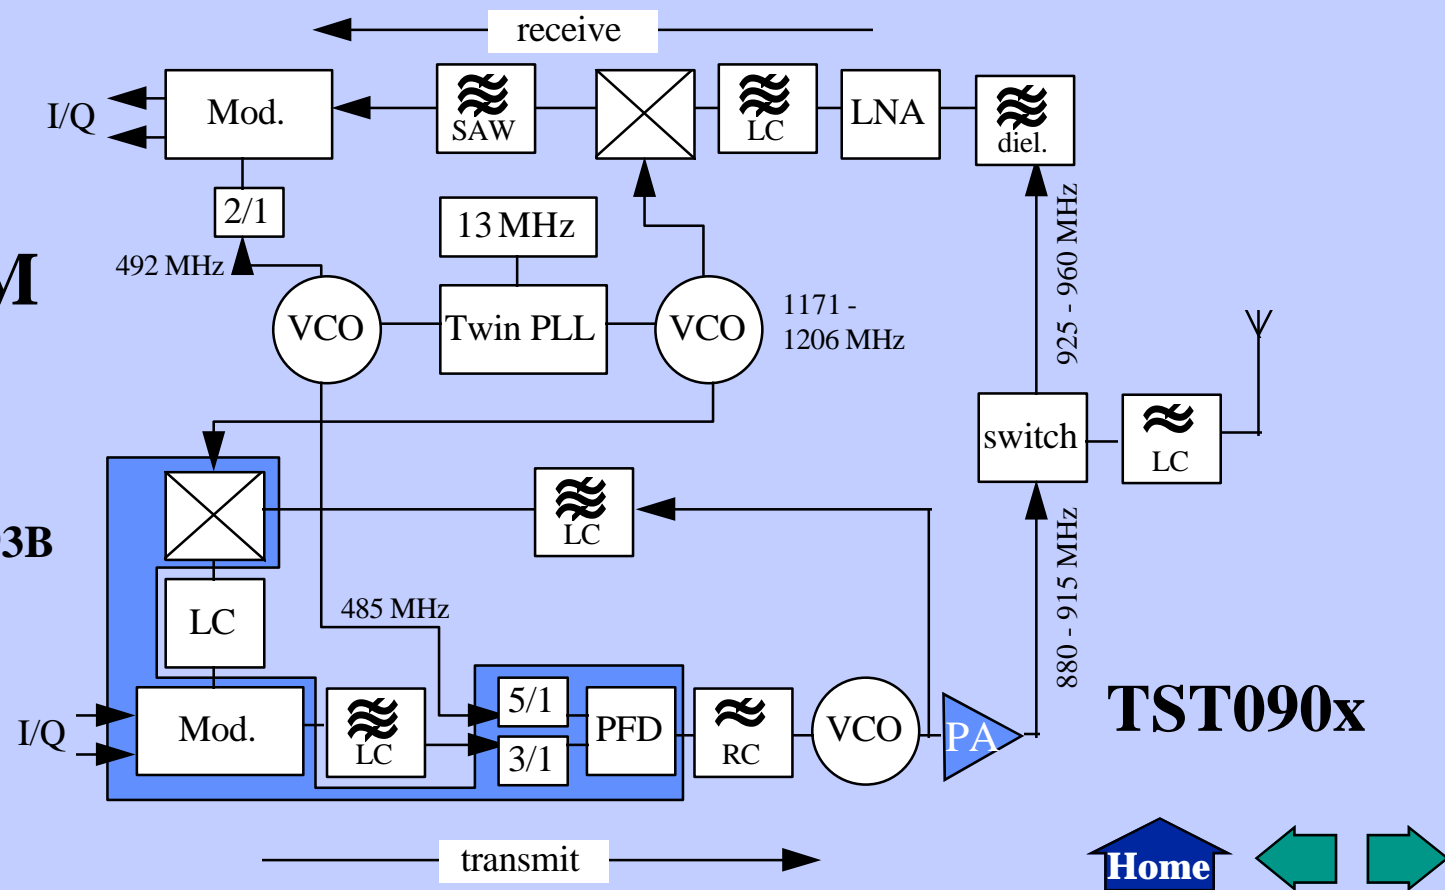 receive
I/Q
Mod.
SAW
LC
LNA
diel.
2/1
13 MHz
492 MHz
925 - 960 MHz
M
VCO
Twin PLL
VCO
1171 -
1206 MHz
switch
LC
3B
LC
880 - 915 MHz
LC
485 MHz
I/Q
Mod.
LC
5/1
3/1
PFD
RC
VCO
PA
TST090x
transmit
Home